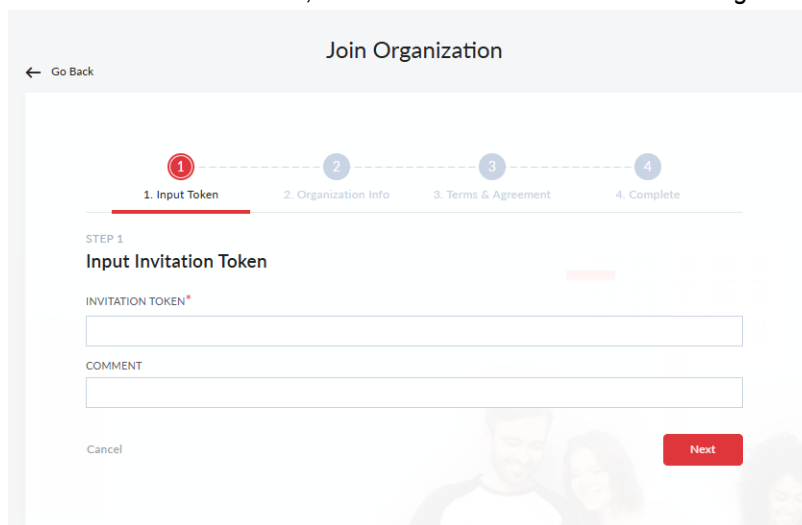 Join Organization
← Go Back
1 2 3 4
1. Input Token 2. Organization Info 3. Terms & Agreement 4. Complete
STEP 1
Input Invitation Token
INVITATION TOKEN*
COMMENT
Cancel Next